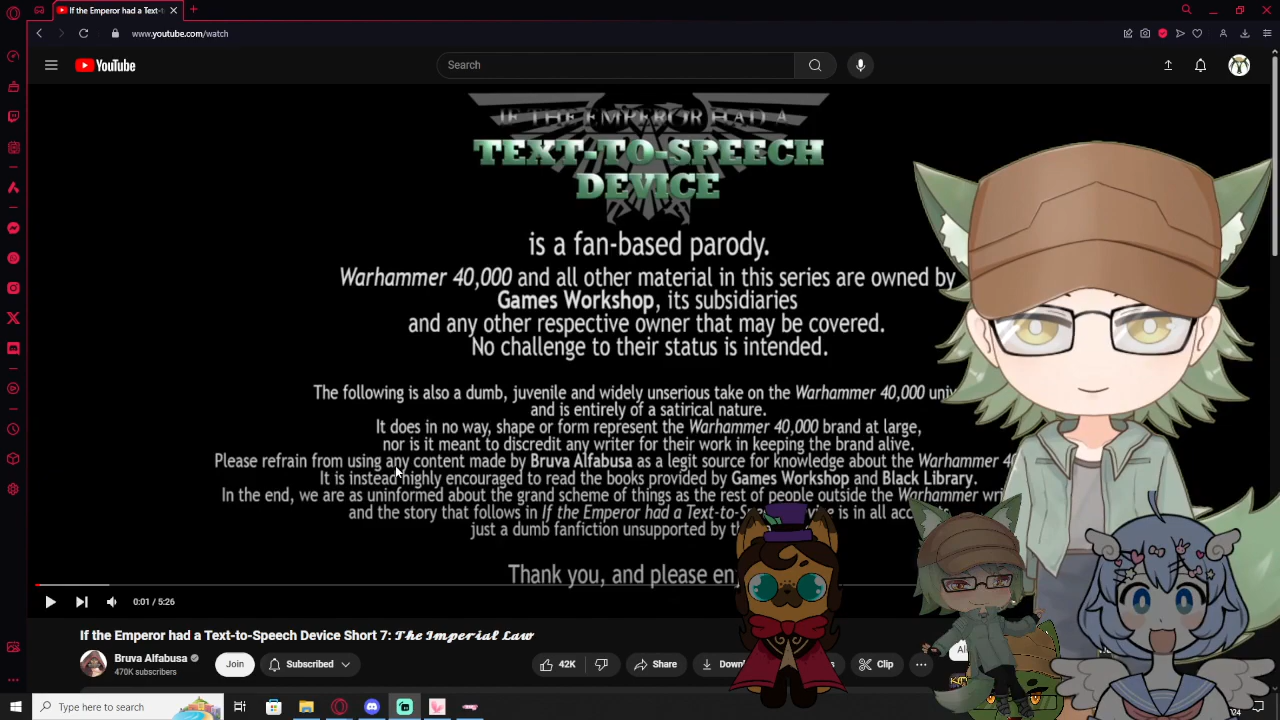 If the Emperor had a Text-
www.youtube.com/watch
YouTube
Search
IF THE EMPEROR HAD A
TEXT-TO-SPEECH
DEVICE
is a fan-based parody.
Warhammer 40,000 and all other material in this series are owned by
Games Workshop, its subsidiaries
and any other respective owner that may be covered.
No challenge to their status is intended.
The following is also a dumb, juvenile and widely unserious take on the Warhammer 40,000
and is entirely of a satirical nature.
It does in no way, shape or form represent the Warhammer 40,000 brand at large,
nor is it meant to discredit any writer for their work in keeping the brand alive.
Please refrain from using any content made by Bruva Alfabusa as a legit source for knowledge about the Warhammer
It is instead highly encouraged to read the books provided by Games Workshop and Black Library.
In the end, we are as uninformed about the grand scheme of things as the rest of people outside the Warhammer
and the story that follows in If the Emperor had a Text-to- is in all
just a dumb fanfiction unsupported by
Thank you, and please
0:01 / 5:26
If the Emperor had a Text-to-Speech Device Short 7: The Imperial Law
Bruva Alfabusa
470K subscribers
Join
Subscribed
42K
Share
Clip
Type here to search